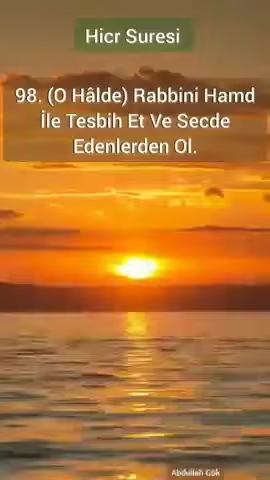 Hicr Suresi
98. (O Hâlde) Rabbini Hamd
İle Tesbih Et Ve Secde
Edenlerden Ol.
Abdullah Gök